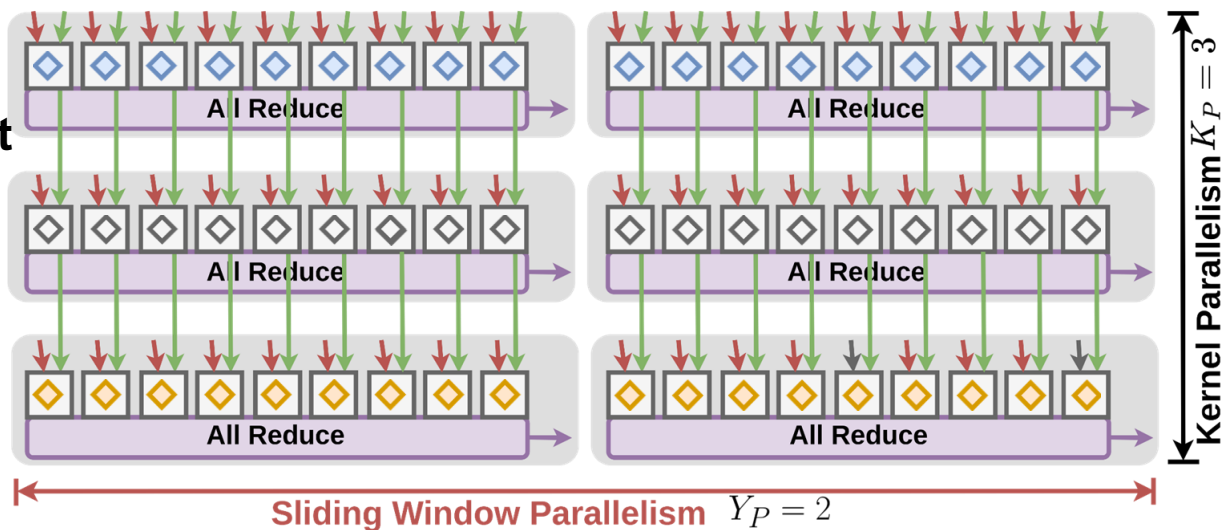 All Reduce
All Reduce
t
All Reduce
All Reduce
All Reduce
All Reduce
Kernel Parallelism K_P = 3
Sliding Window Parallelism Y_P = 2